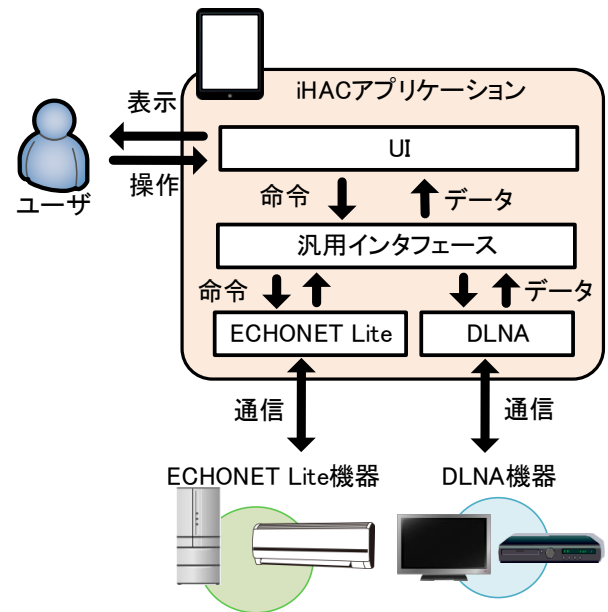 iHACアプリケーション
表示
UI
操作
ユーザ
命令
データ
汎用インタフェース
命令
データ
ECHONET Lite
DLNA
通信
通信
ECHONET Lite機器
DLNA機器